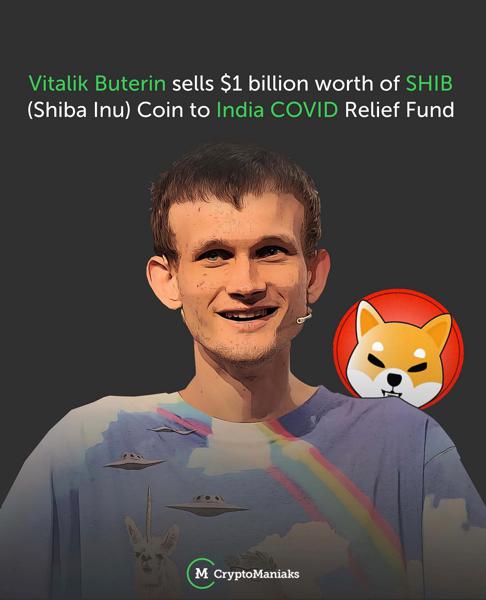 Vitalik Buterin sells $1 billion worth of SHIB
(Shiba Inu) Coin to India COVID Relief Fund
M CryptoManiaks